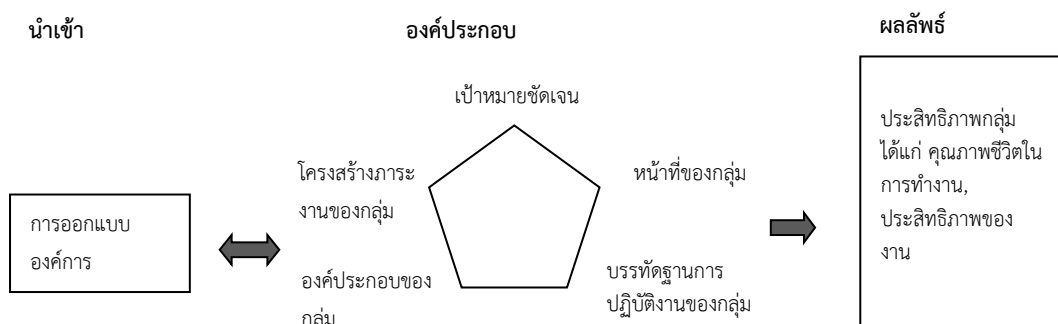 นำเข้า
องค์ประกอบ
ผลลัพธ์
เป้าหมายชัดเจน
โครงสร้างภาระ
งานของกลุ่ม
หน้าที่ของกลุ่ม
องค์ประกอบของ
กลุ่ม
บรรทัดฐานการ
ปฏิบัติงานของกลุ่ม
การออกแบบ
องค์การ
ประสิทธิภาพกลุ่ม
ได้แก่ คุณภาพชีวิตใน
การทำงาน,
ประสิทธิภาพของ
งาน